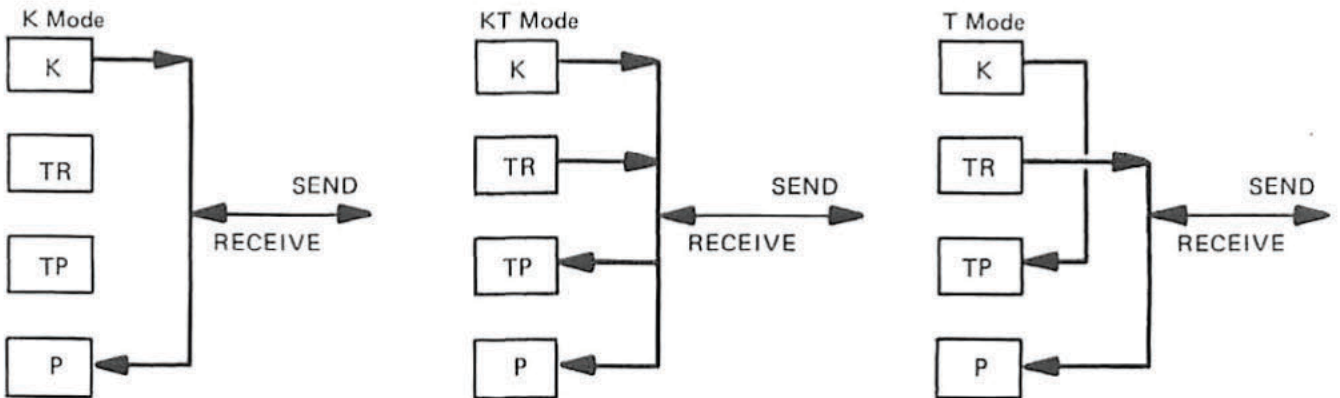 K Mode
K
TR
TP
P
SEND
RECEIVE
KT Mode
K
TR
TP
P
SEND
RECEIVE
T Mode
K
TR
TP
P
SEND
RECEIVE